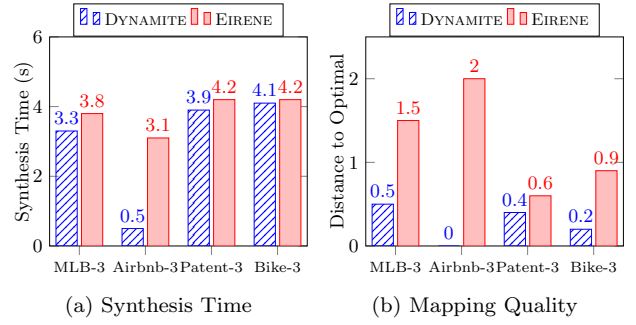 DYNAMITE EIRENE
Synthesis Time (s)
6
4
2
0
3.3 3.8 0.5 3.1 3.9 4.2 4.1 4.2
MLB-3 Airbnb-3 Patent-3 Bike-3
(a) Synthesis Time
DYNAMITE EIRENE
Distance to Optimal
2
1
0
0.5 1.5 0 2 0.4 0.6 0.2 0.9
MLB-3 Airbnb-3 Patent-3 Bike-3
(b) Mapping Quality